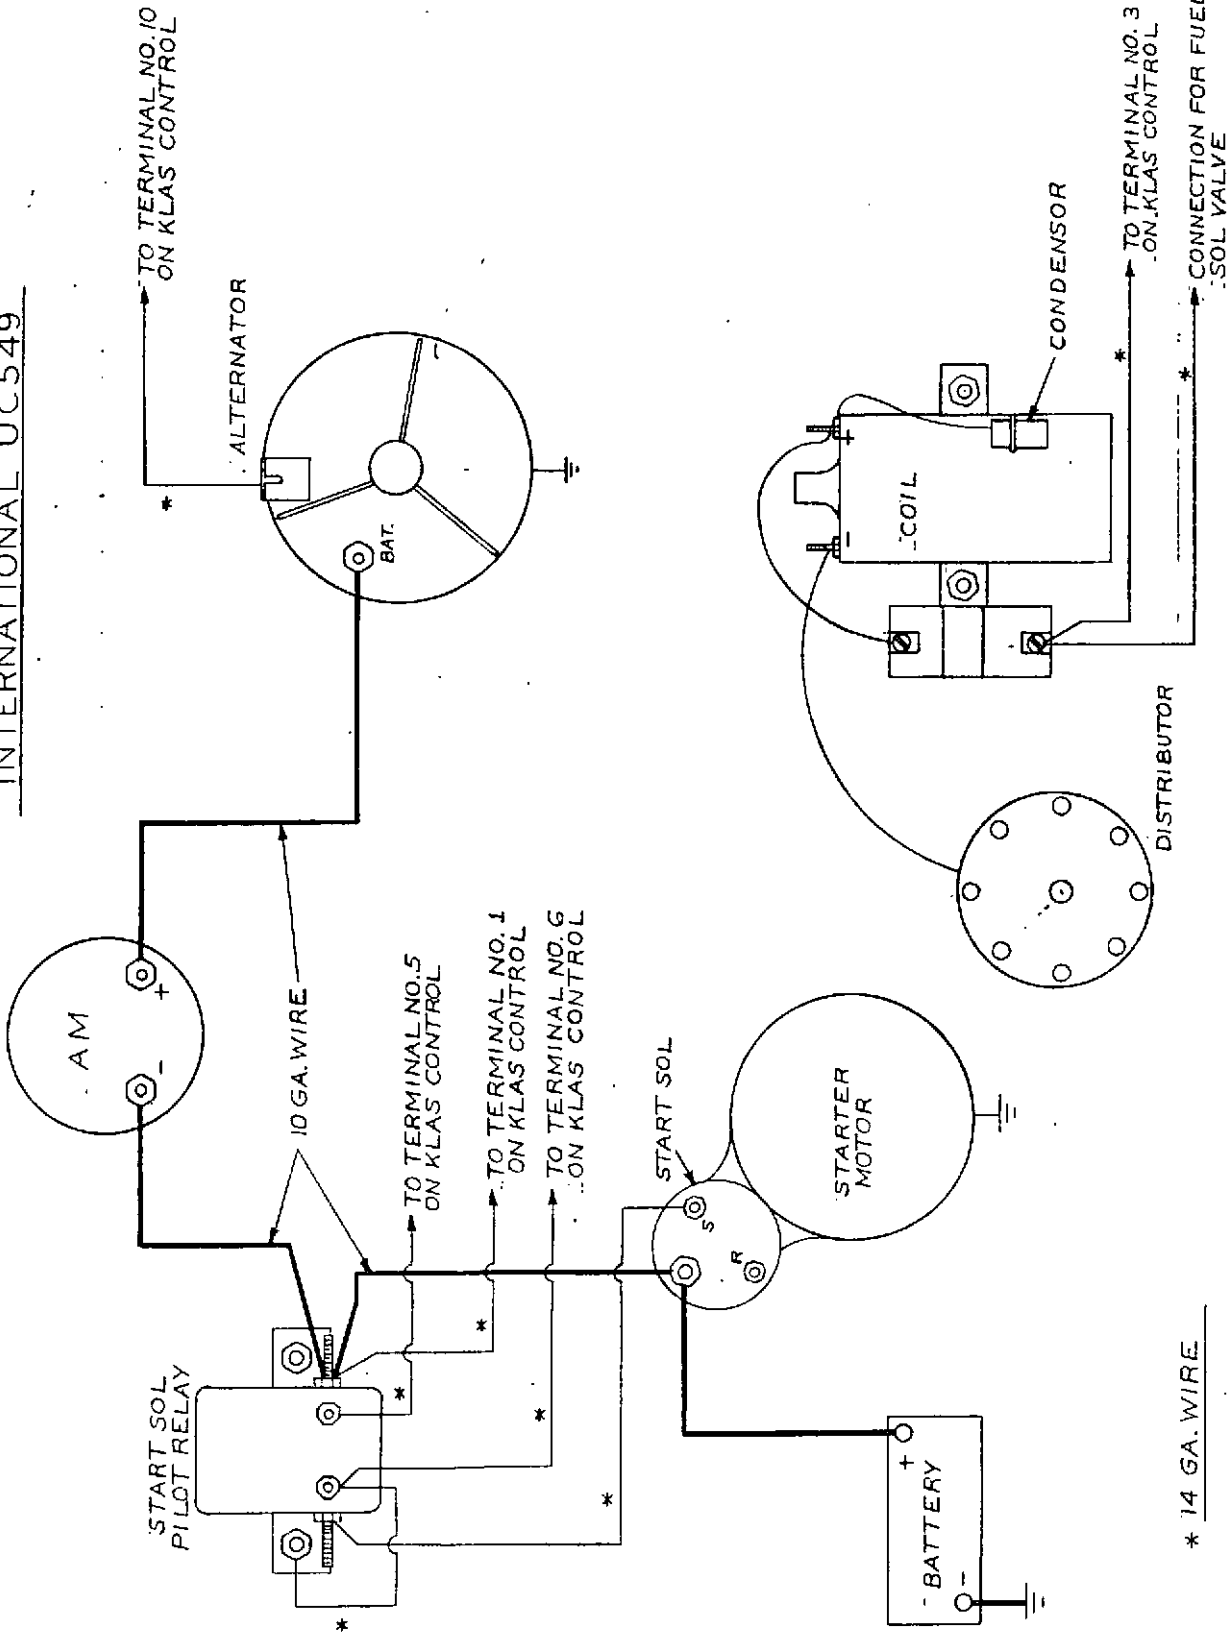 INTERNATIONAL UC549
START SOL
PILOT RELAY
AM
-
+
10 GA. WIRE
TO TERMINAL NO. 10
ON KLAS CONTROL
ALTERNATOR
BAT.
TO TERMINAL NO. 5
ON KLAS CONTROL
TO TERMINAL NO. 1
ON KLAS CONTROL
TO TERMINAL NO. 6
ON KLAS CONTROL
START SOL
S
R
STARTER
MOTOR
BATTERY
+
-
COIL
-
+
CONDENSOR
DISTRIBUTOR
TO TERMINAL NO. 3
ON KLAS CONTROL
CONNECTION FOR FUEL
SOL VALVE
* 14 GA. WIRE